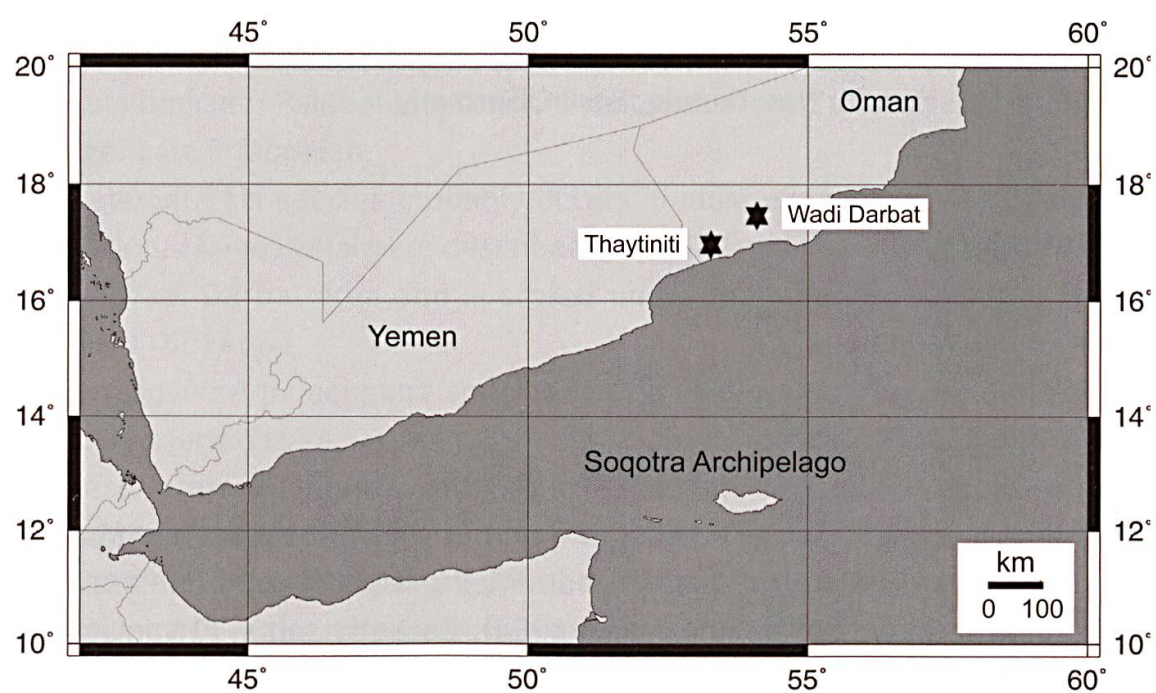 45° 50° 55° 60°
20° 20°
Oman
18° 18°
Wadi Darbat
Thaytiniti
16° 16°
Yemen
14° 14°
Soqotra Archipelago
12° 12°
km
0 100
10° 10°
45° 50° 55° 60°